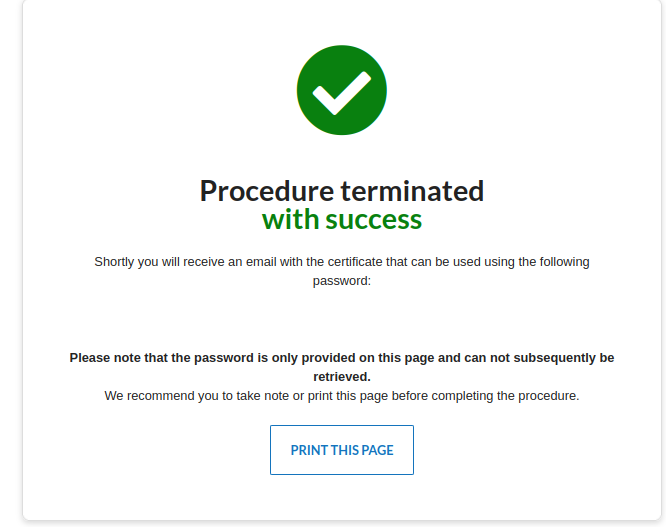 Procedure terminated
with success
Shortly you will receive an email with the certificate that can be used using the following
password:
Please note that the password is only provided on this page and can not subsequently be
retrieved.
We recommend you to take note or print this page before completing the procedure.
PRINT THIS PAGE